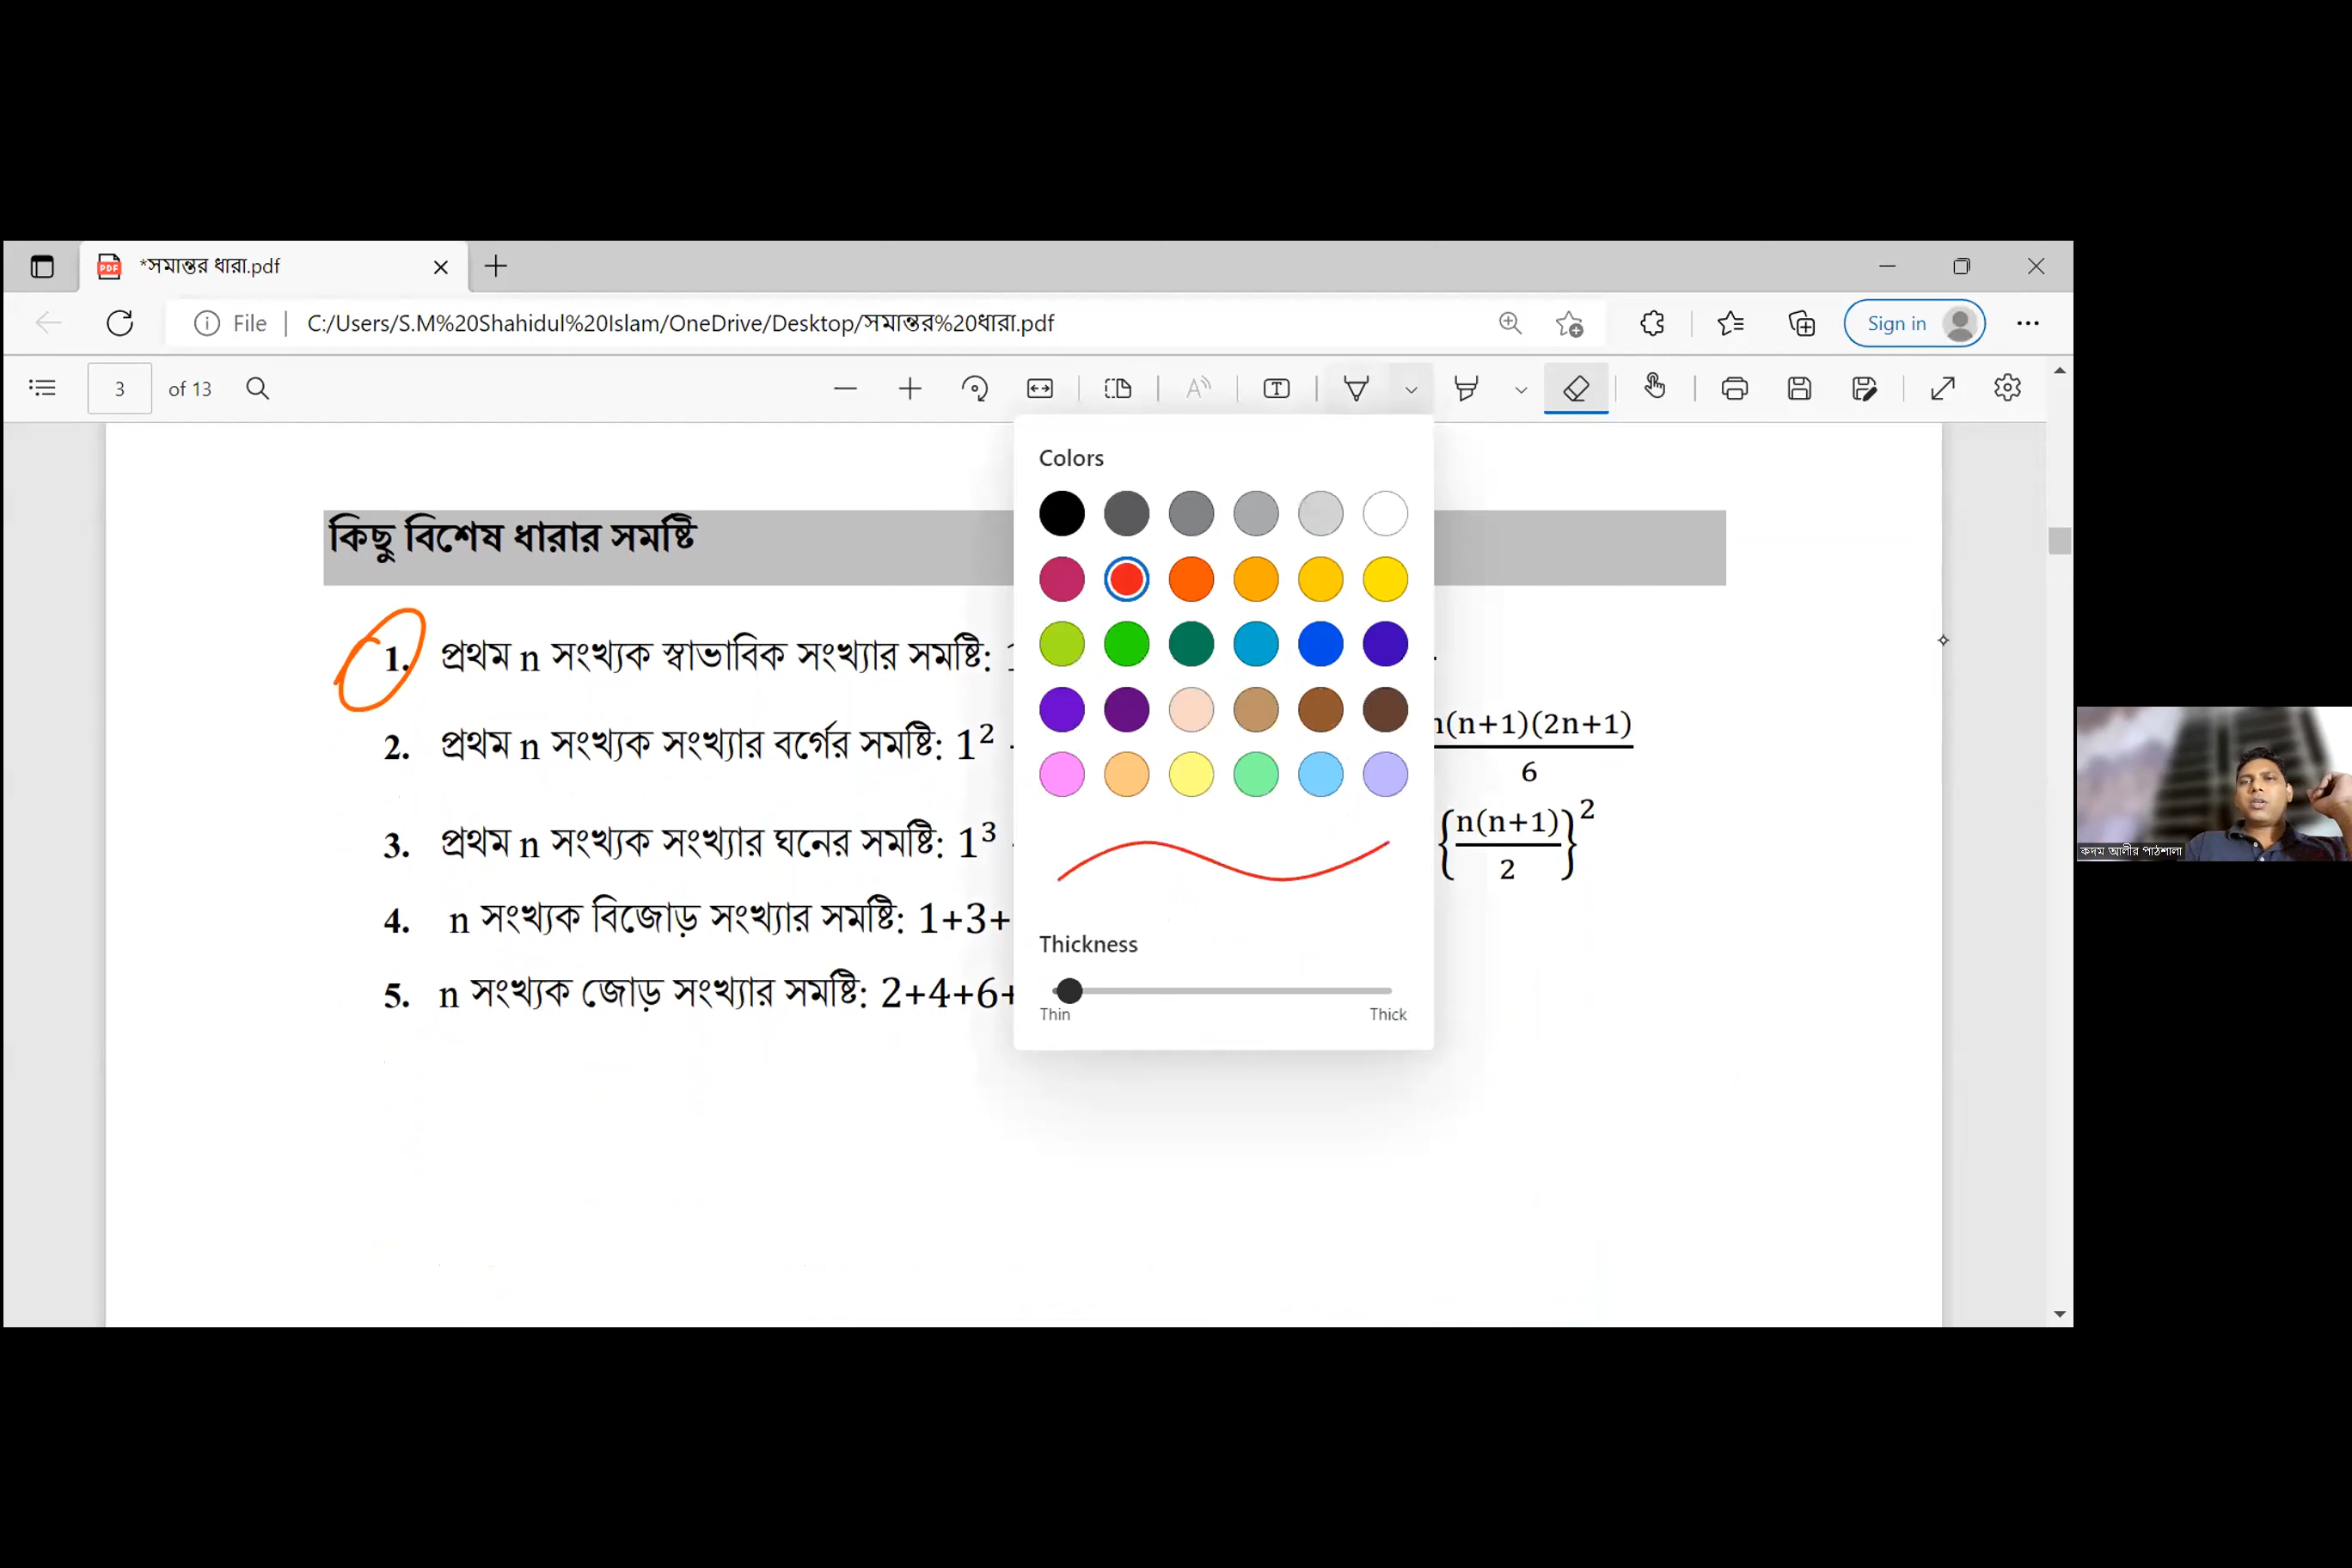 *সমান্তর ধারা.pdf
File
C:/Users/S.M%20Shahidul%20Islam/OneDrive/Desktop/সমান্তর%20ধারা.pdf
Sign in
3 of 13
Colors
Thickness
Thin Thick
কিছু বিশেষ ধারার সমষ্টি
1. প্রথম n সংখ্যক স্বাভাবিক সংখ্যার সমষ্টি: 1
2. প্রথম n সংখ্যক সংখ্যার বর্গের সমষ্টি: 1² n(n+1)(2n+1)/6
3. প্রথম n সংখ্যক সংখ্যার ঘনের সমষ্টি: 1³ {n(n+1)/2}²
4. n সংখ্যক বিজোড় সংখ্যার সমষ্টি: 1+3+
5. n সংখ্যক জোড় সংখ্যার সমষ্টি: 2+4+6+
কদম আলীর পাঠশালা